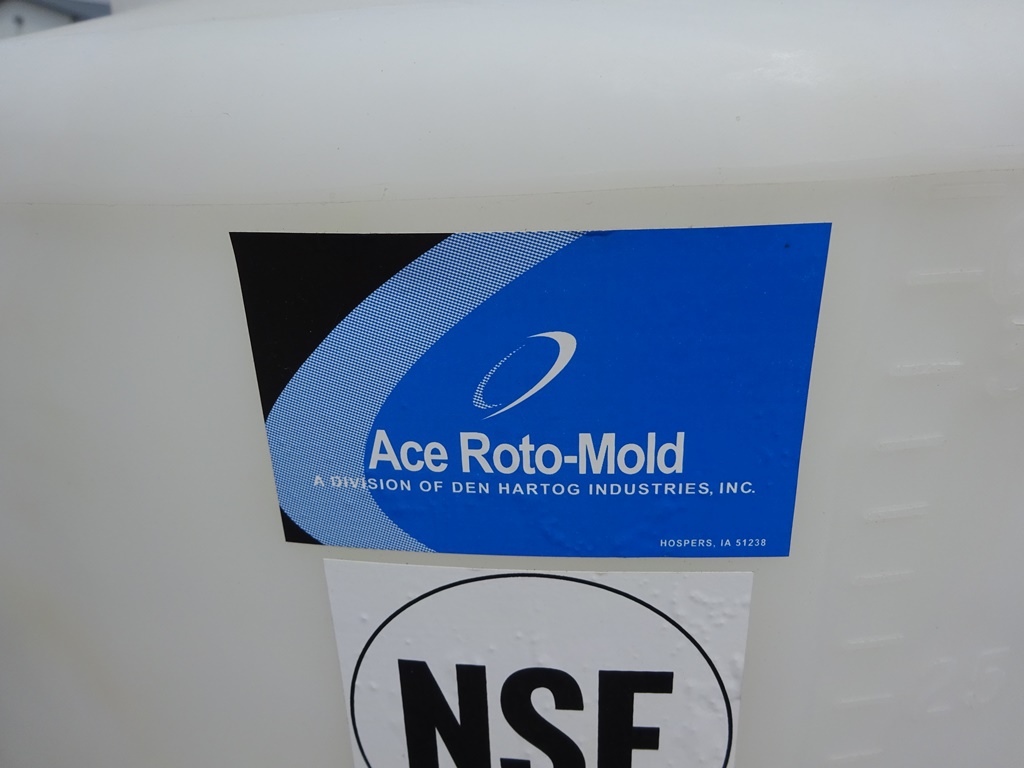 Ace Roto-Mold
A DIVISION OF DEN HARTOG INDUSTRIES, INC.
HOSPERS, IA 51238
NSF